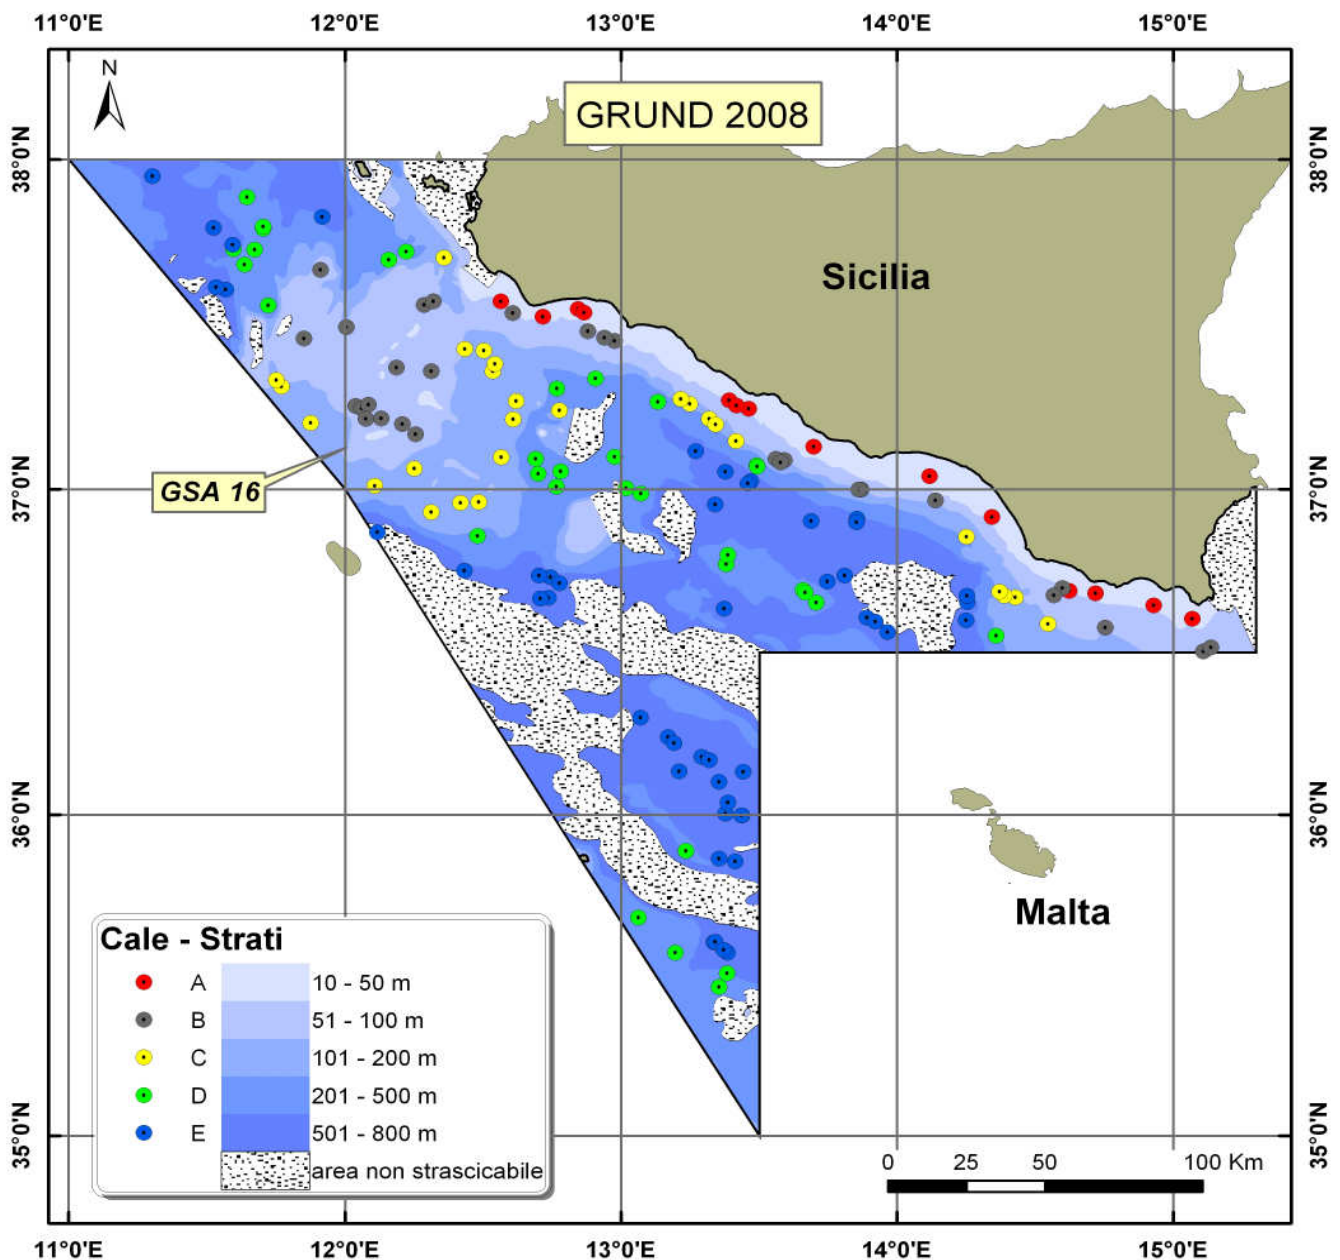 11°0'E 12°0'E 13°0'E 14°0'E 15°0'E
N
GRUND 2008
38°0'N 38°0'N
Sicilia
GSA 16
37°0'N 37°0'N
36°0'N 36°0'N
Malta
Cale - Strati
A 10 - 50 m
B 51 - 100 m
C 101 - 200 m
D 201 - 500 m
E 501 - 800 m
area non strascicabile
35°0'N 35°0'N
0 25 50 100 Km
11°0'E 12°0'E 13°0'E 14°0'E 15°0'E